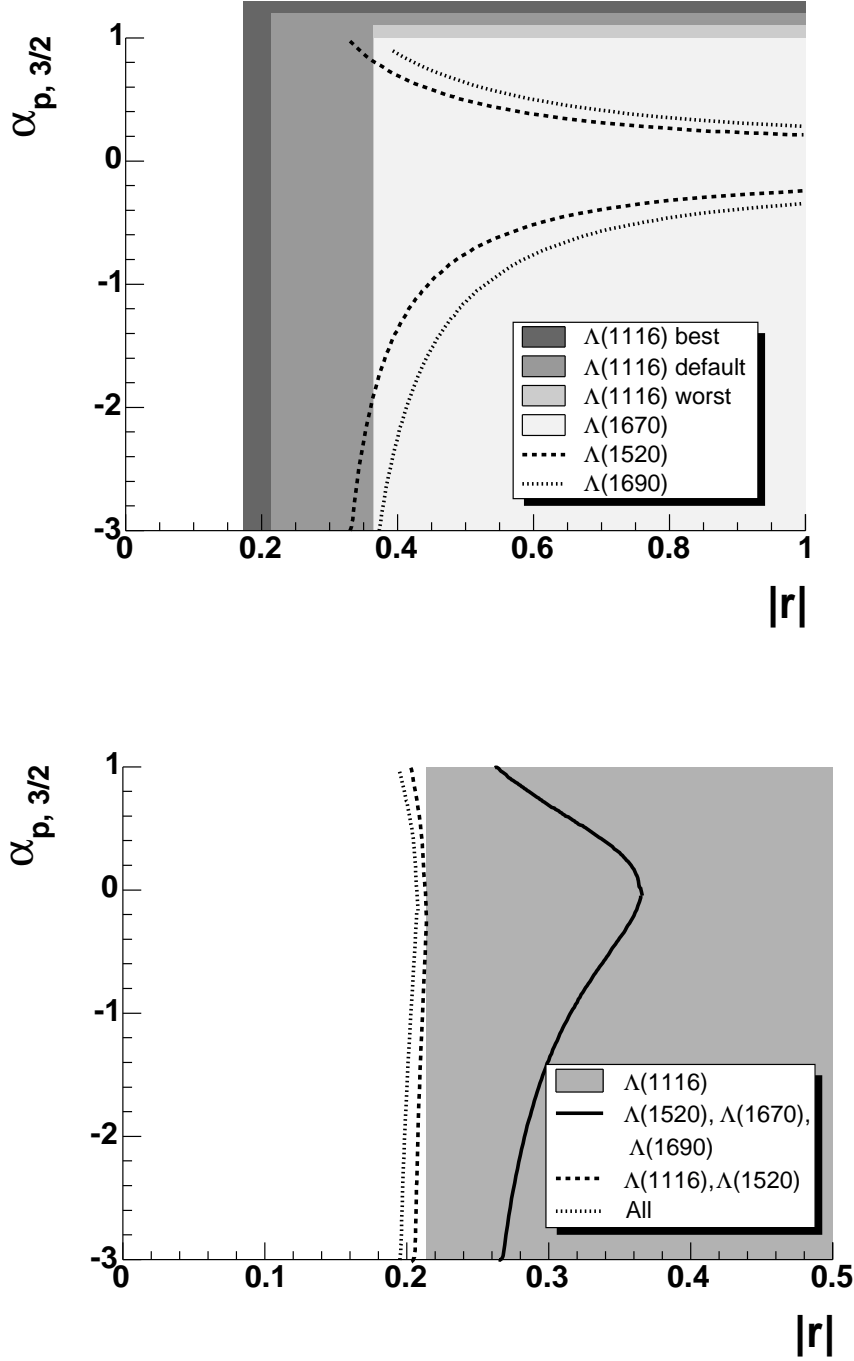 α p, 3/2
1
0
-1
-2
-3
0
0.2
0.4
0.6
0.8
1
|r|
Λ(1116) best
Λ(1116) default
Λ(1116) worst
Λ(1670)
Λ(1520)
Λ(1690)
α p, 3/2
1
0
-1
-2
-3
0
0.1
0.2
0.3
0.4
0.5
|r|
Λ(1116)
Λ(1520), Λ(1670),
Λ(1690)
Λ(1116),Λ(1520)
All